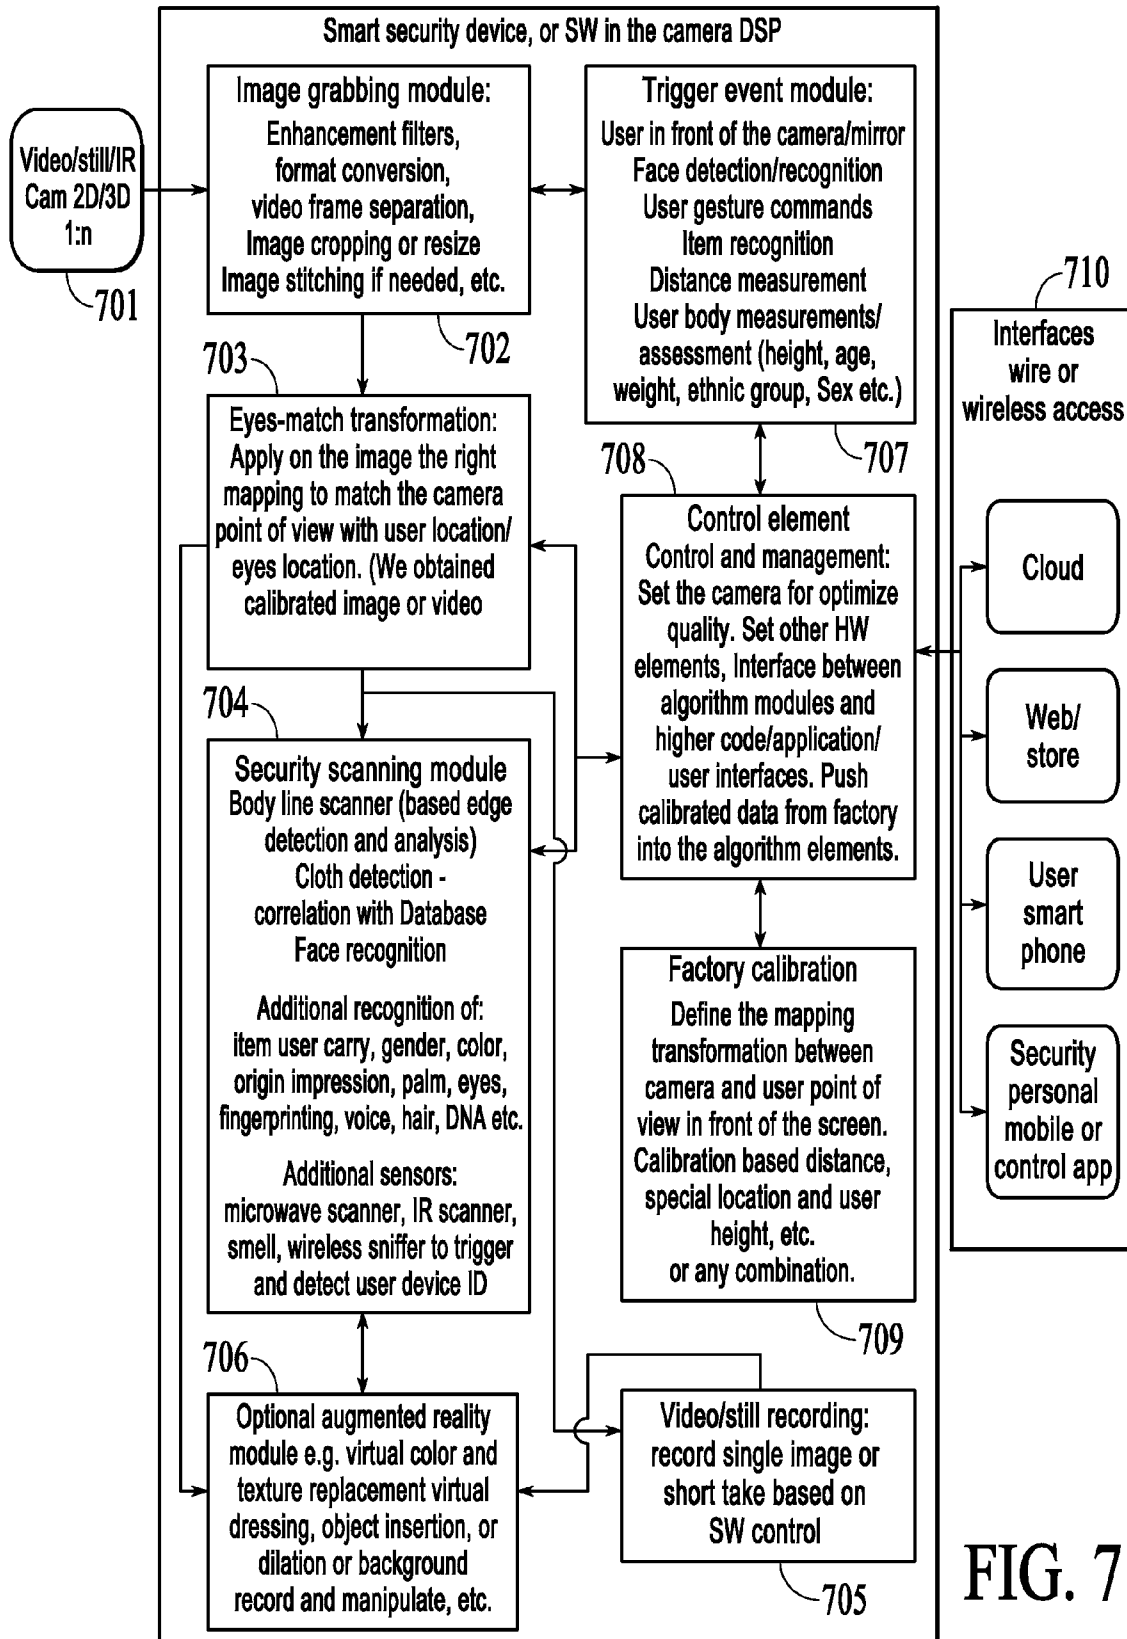 Smart security device, or SW in the camera DSP
Video/still/IR
Cam 2D/3D
1:n
701
Image grabbing module:
Enhancement filters,
format conversion,
video frame separation,
Image cropping or resize
Image stitching if needed, etc.
702
Trigger event module:
User in front of the camera/mirror
Face detection/recognition
User gesture commands
Item recognition
Distance measurement
User body measurements/
assessment (height, age,
weight, ethnic group, Sex etc.)
707
703
Eyes-match transformation:
Apply on the image the right
mapping to match the camera
point of view with user location/
eyes location. (We obtained
calibrated image or video
708
Control element
Control and management:
Set the camera for optimize
quality. Set other HW
elements, Interface between
algorithm modules and
higher code/application/
user interfaces. Push
calibrated data from factory
into the algorithm elements.
704
Security scanning module
Body line scanner (based edge
detection and analysis)
Cloth detection -
correlation with Database
Face recognition
Additional recognition of:
item user carry, gender, color,
origin impression, palm, eyes,
fingerprinting, voice, hair, DNA etc.
Additional sensors:
microwave scanner, IR scanner,
smell, wireless sniffer to trigger
and detect user device ID
Factory calibration
Define the mapping
transformation between
camera and user point of
view in front of the screen.
Calibration based distance,
special location and user
height, etc.
or any combination.
709
706
Optional augmented reality
module e.g. virtual color and
texture replacement virtual
dressing, object insertion, or
dilation or background
record and manipulate, etc.
Video/still recording:
record single image or
short take based on
SW control
705
710
Interfaces
wire or
wireless access
Cloud
Web/
store
User
smart
phone
Security
personal
mobile or
control app
FIG. 7